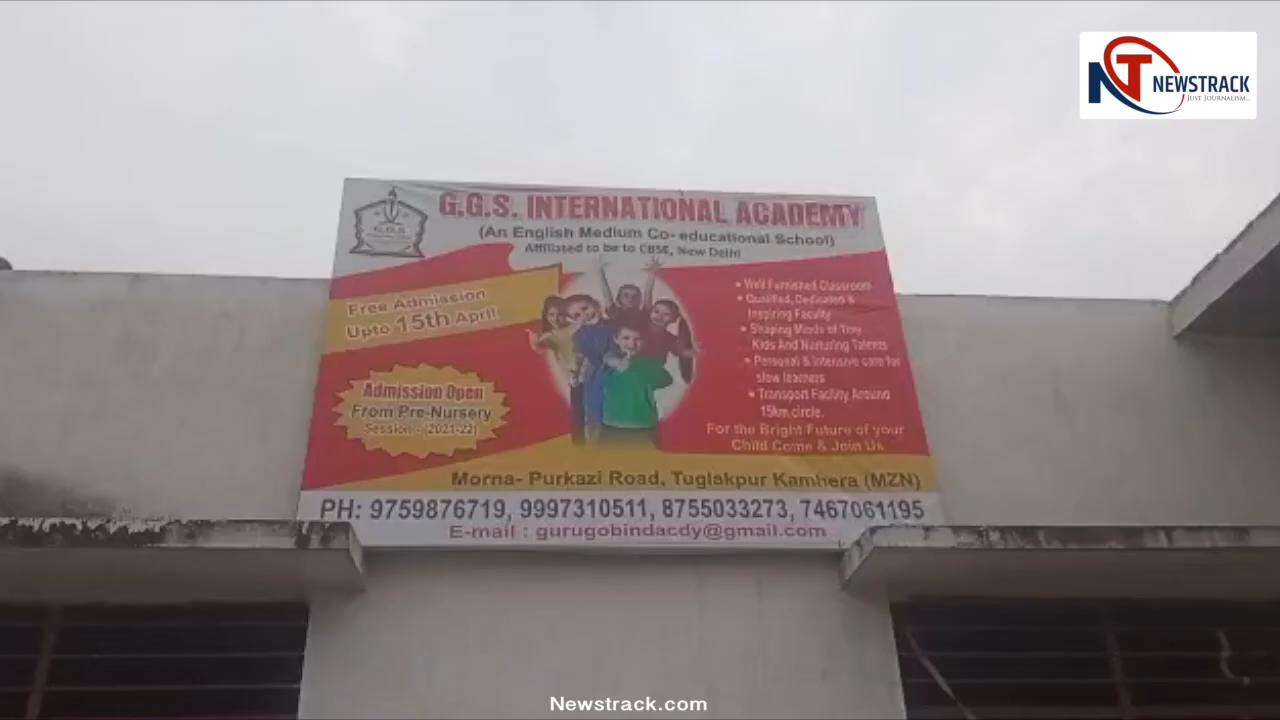 NT NEWSTRACK
JUST JOURNALISM...
G.G.S. INTERNATIONAL ACADEMY
(An English Medium Co- educational School)
Affiliated to be to CBSE, New Delhi
G.G.S.
Free Admission
Upto 15th April
Admission Open
From Pre-Nursery
Session - (2021-22)
• Well Furnished Classroom
• Qualified, Dedicated &
Inspiring Faculty
• Shaping Minds of Tiny
Kids And Nurturing Talents
• Personal & intensive care for
slow learners
• Transport Facility Around
15km circle.
For the Bright Future of your
Child Come & Join Us
Morna- Purkazi Road, Tuglakpur Kamhera (MZN)
PH: 9759876719, 9997310511, 8755033273, 7467061195
E-mail : gurugobindacdy@gmail.com
Newstrack.com